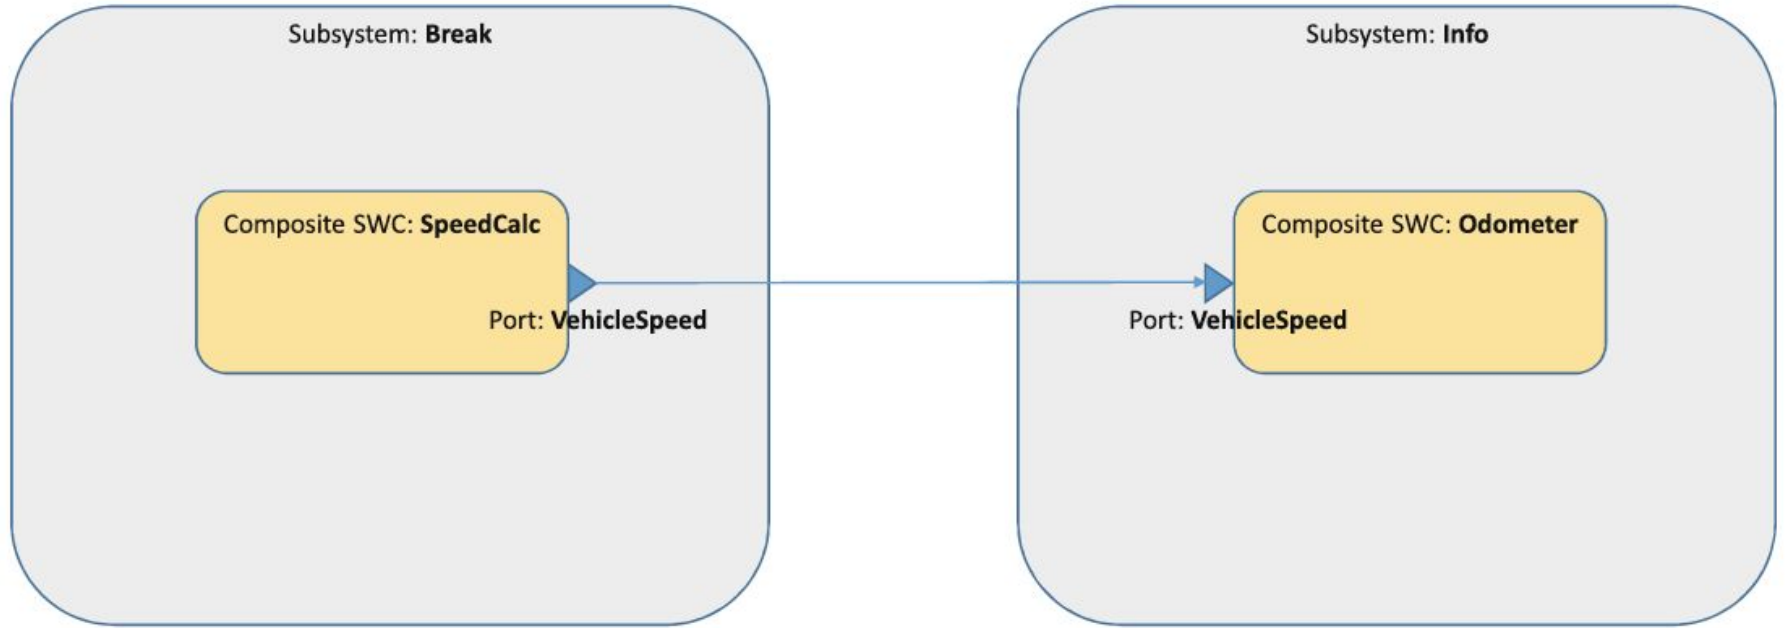 Subsystem: Break
Subsystem: Info
Composite SWC: SpeedCalc
Composite SWC: Odometer
Port: VehicleSpeed
Port: VehicleSpeed